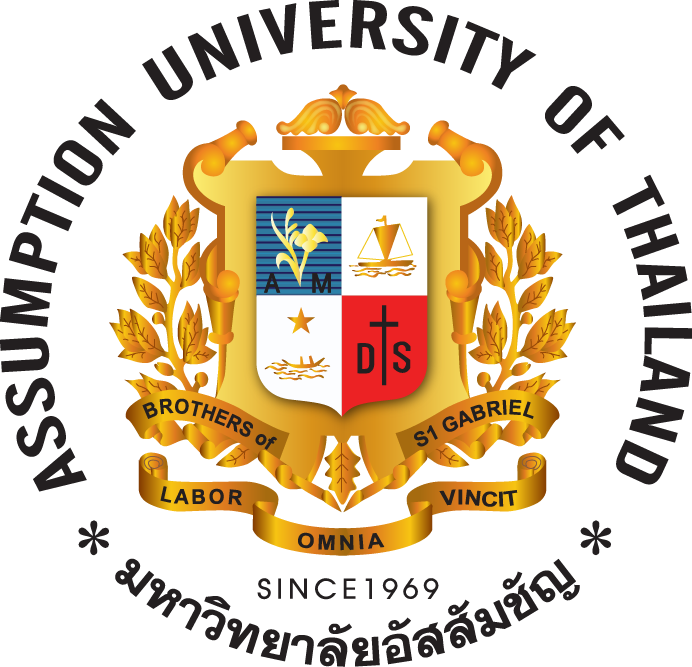 ASSUMPTION UNIVERSITY OF THAILAND
A M
D S
BROTHERS of
S1 GABRIEL
LABOR
OMNIA
VINCIT
SINCE1969
* มหาวิทยาลัยอัสสัมชัญ *